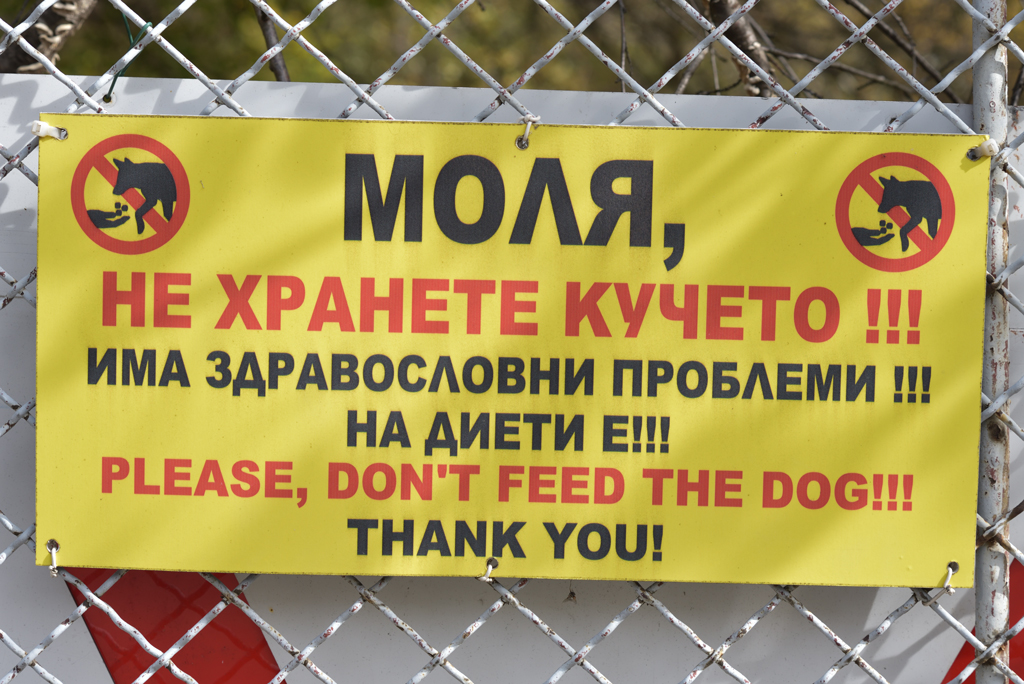 МОЛЯ,
НЕ ХРАНЕТЕ КУЧЕТО !!!
ИМА ЗДРАВОСЛОВНИ ПРОБЛЕМИ !!!
НА ДИЕТИ Е!!!
PLEASE, DON'T FEED THE DOG!!!
THANK YOU!